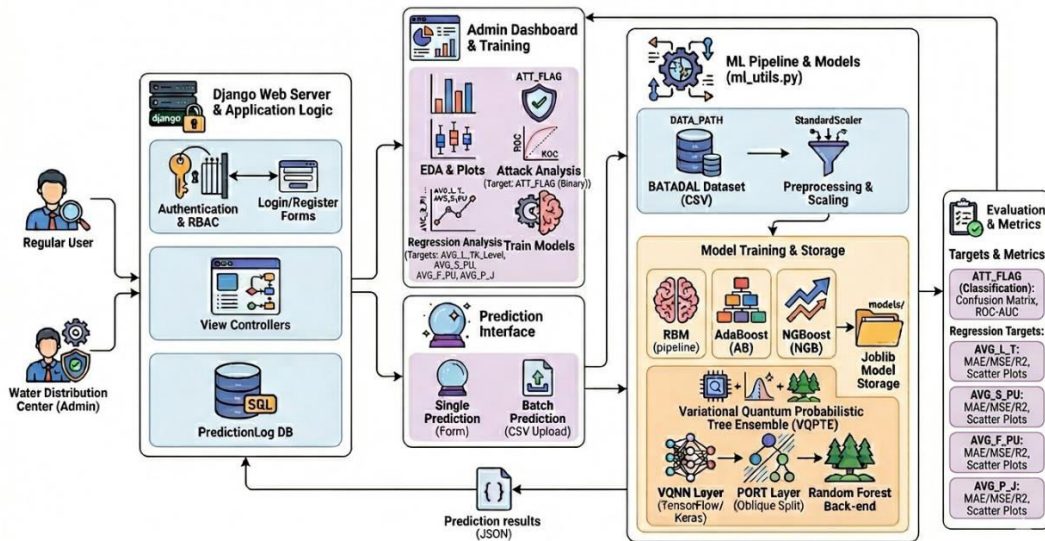 Regular User
Water Distribution
Center (Admin)
django
Django Web Server
& Application Logic
Authentication
& RBAC
Login/Register
Forms
View Controllers
SQL
PredictionLog DB
Admin Dashboard
& Training
EDA & Plots
ATT_FLAG
ROC
KOC
Attack Analysis
(Target: ATT_FLAG (Binary))
Regression Analysis
(Targets: AVG_L_TK_Level,
AVG_S_PU,
AVG_F_PU, AVG_P_J)
Train Models
Prediction
Interface
Single
Prediction
(Form)
Batch
Prediction
(CSV Upload)
{ }
Prediction results
(JSON)
ML Pipeline & Models
(ml_utils.py)
DATA_PATH
BATADAL Dataset
(CSV)
StandardScaler
Preprocessing &
Scaling
Model Training & Storage
RBM
(pipeline)
AdaBoost
(AB)
NGBoost
(NGB)
models/
Joblib
Model
Storage
Variational Quantum Probabilistic
Tree Ensemble (VQPTE)
VQNN Layer
(TensorFlow/
Keras)
PORT Layer
(Oblique Split)
Random Forest
Back-end
Evaluation
& Metrics
Targets & Metrics
ATT_FLAG
(Classification):
Confusion Matrix,
ROC-AUC
Regression Targets:
AVG_L_T:
MAE/MSE/R2,
Scatter Plots
AVG_S_PU:
MAE/MSE/R2,
Scatter Plots
AVG_F_PU:
MAE/MSE/R2,
Scatter Plots
AVG_P_J:
MAE/MSE/R2,
Scatter Plots